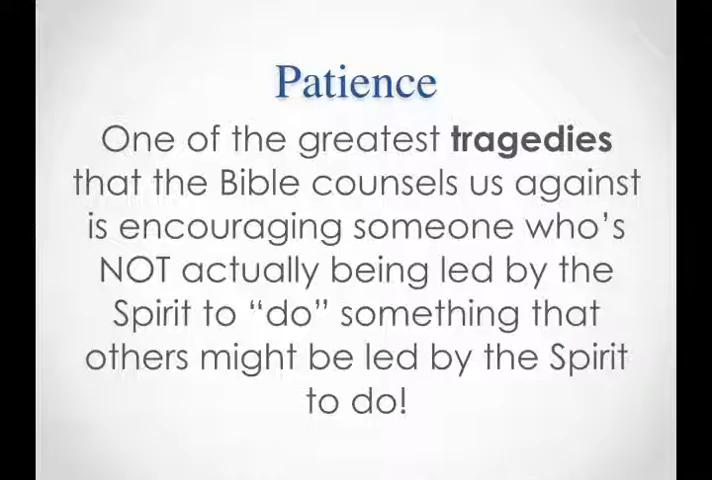 Patience
One of the greatest tragedies
that the Bible counsels us against
is encouraging someone who’s
NOT actually being led by the
Spirit to “do” something that
others might be led by the Spirit
to do!